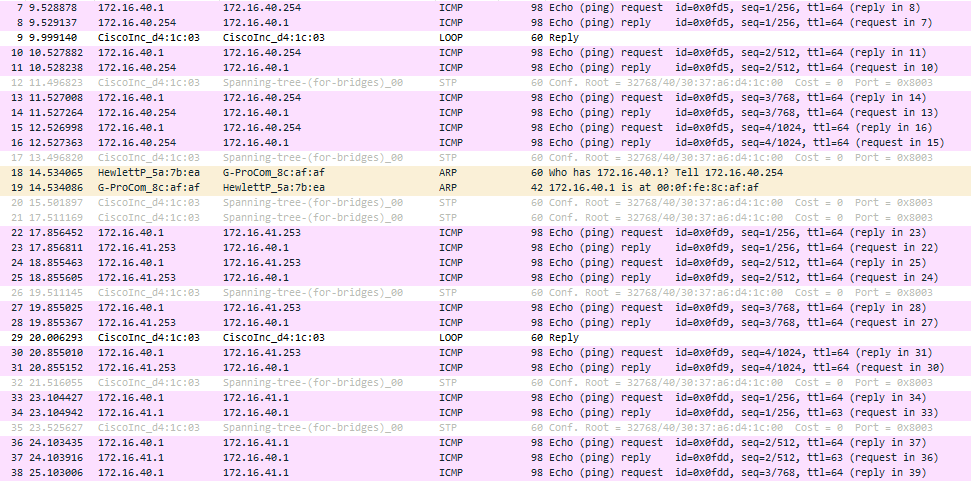 7 9.528878 172.16.40.1 172.16.40.254 ICMP 98 Echo (ping) request id=0x0fd5, seq=1/256, ttl=64 (reply in 8)
8 9.529137 172.16.40.254 172.16.40.1 ICMP 98 Echo (ping) reply id=0x0fd5, seq=1/256, ttl=64 (request in 7)
9 9.999140 CiscoInc_d4:1c:03 CiscoInc_d4:1c:03 LOOP 60 Reply
10 10.527882 172.16.40.1 172.16.40.254 ICMP 98 Echo (ping) request id=0x0fd5, seq=2/512, ttl=64 (reply in 11)
11 10.528238 172.16.40.254 172.16.40.1 ICMP 98 Echo (ping) reply id=0x0fd5, seq=2/512, ttl=64 (request in 10)
12 11.496823 CiscoInc_d4:1c:03 Spanning-tree-(for-bridges)_00 STP 60 Conf. Root = 32768/40/30:37:a6:d4:1c:00 Cost = 0 Port = 0x8003
13 11.527008 172.16.40.1 172.16.40.254 ICMP 98 Echo (ping) request id=0x0fd5, seq=3/768, ttl=64 (reply in 14)
14 11.527264 172.16.40.254 172.16.40.1 ICMP 98 Echo (ping) reply id=0x0fd5, seq=3/768, ttl=64 (request in 13)
15 12.526998 172.16.40.1 172.16.40.254 ICMP 98 Echo (ping) request id=0x0fd5, seq=4/1024, ttl=64 (reply in 16)
16 12.527363 172.16.40.254 172.16.40.1 ICMP 98 Echo (ping) reply id=0x0fd5, seq=4/1024, ttl=64 (request in 15)
17 13.496820 CiscoInc_d4:1c:03 Spanning-tree-(for-bridges)_00 STP 60 Conf. Root = 32768/40/30:37:a6:d4:1c:00 Cost = 0 Port = 0x8003
18 14.534065 HewlettP_5a:7b:ea G-ProCom_8c:af:af ARP 60 Who has 172.16.40.1? Tell 172.16.40.254
19 14.534086 G-ProCom_8c:af:af HewlettP_5a:7b:ea ARP 42 172.16.40.1 is at 00:0f:fe:8c:af:af
20 15.501897 CiscoInc_d4:1c:03 Spanning-tree-(for-bridges)_00 STP 60 Conf. Root = 32768/40/30:37:a6:d4:1c:00 Cost = 0 Port = 0x8003
21 17.511169 CiscoInc_d4:1c:03 Spanning-tree-(for-bridges)_00 STP 60 Conf. Root = 32768/40/30:37:a6:d4:1c:00 Cost = 0 Port = 0x8003
22 17.856452 172.16.40.1 172.16.41.253 ICMP 98 Echo (ping) request id=0x0fd9, seq=1/256, ttl=64 (reply in 23)
23 17.856811 172.16.41.253 172.16.40.1 ICMP 98 Echo (ping) reply id=0x0fd9, seq=1/256, ttl=64 (request in 22)
24 18.855463 172.16.40.1 172.16.41.253 ICMP 98 Echo (ping) request id=0x0fd9, seq=2/512, ttl=64 (reply in 25)
25 18.855605 172.16.41.253 172.16.40.1 ICMP 98 Echo (ping) reply id=0x0fd9, seq=2/512, ttl=64 (request in 24)
26 19.511145 CiscoInc_d4:1c:03 Spanning-tree-(for-bridges)_00 STP 60 Conf. Root = 32768/40/30:37:a6:d4:1c:00 Cost = 0 Port = 0x8003
27 19.855025 172.16.40.1 172.16.41.253 ICMP 98 Echo (ping) request id=0x0fd9, seq=3/768, ttl=64 (reply in 28)
28 19.855367 172.16.41.253 172.16.40.1 ICMP 98 Echo (ping) reply id=0x0fd9, seq=3/768, ttl=64 (request in 27)
29 20.006293 CiscoInc_d4:1c:03 CiscoInc_d4:1c:03 LOOP 60 Reply
30 20.855010 172.16.40.1 172.16.41.253 ICMP 98 Echo (ping) request id=0x0fd9, seq=4/1024, ttl=64 (reply in 31)
31 20.855152 172.16.41.253 172.16.40.1 ICMP 98 Echo (ping) reply id=0x0fd9, seq=4/1024, ttl=64 (request in 30)
32 21.516055 CiscoInc_d4:1c:03 Spanning-tree-(for-bridges)_00 STP 60 Conf. Root = 32768/40/30:37:a6:d4:1c:00 Cost = 0 Port = 0x8003
33 23.104427 172.16.40.1 172.16.41.1 ICMP 98 Echo (ping) request id=0x0fdd, seq=1/256, ttl=64 (reply in 34)
34 23.104942 172.16.41.1 172.16.40.1 ICMP 98 Echo (ping) reply id=0x0fdd, seq=1/256, ttl=63 (request in 33)
35 23.525627 CiscoInc_d4:1c:03 Spanning-tree-(for-bridges)_00 STP 60 Conf. Root = 32768/40/30:37:a6:d4:1c:00 Cost = 0 Port = 0x8003
36 24.103435 172.16.40.1 172.16.41.1 ICMP 98 Echo (ping) request id=0x0fdd, seq=2/512, ttl=64 (reply in 37)
37 24.103916 172.16.41.1 172.16.40.1 ICMP 98 Echo (ping) reply id=0x0fdd, seq=2/512, ttl=63 (request in 36)
38 25.103006 172.16.40.1 172.16.41.1 ICMP 98 Echo (ping) request id=0x0fdd, seq=3/768, ttl=64 (reply in 39)